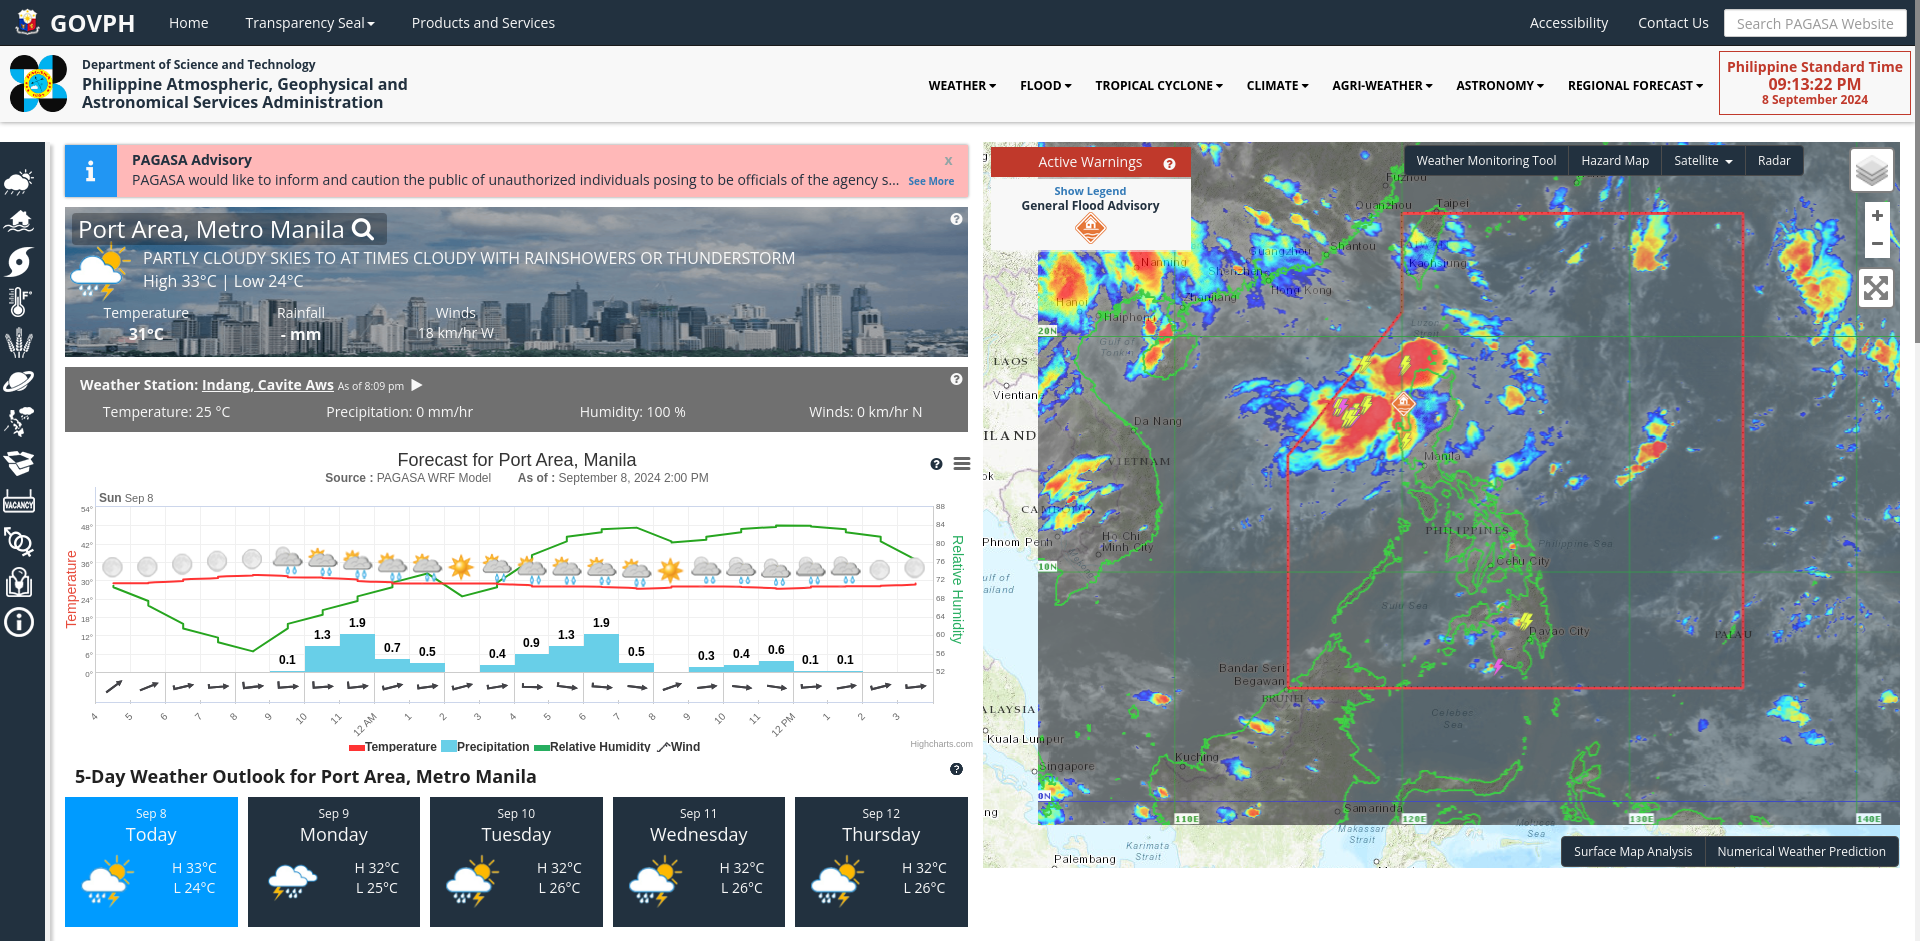 GOVPH
Home
Transparency Seal
Products and Services
Accessibility
Contact Us
Search PAGASA Website
Department of Science and Technology
Philippine Atmospheric, Geophysical and
Astronomical Services Administration
WEATHER
FLOOD
TROPICAL CYCLONE
CLIMATE
AGRI-WEATHER
ASTRONOMY
REGIONAL FORECAST
Philippine Standard Time
09:13:22 PM
8 September 2024
VACANCY
PAGASA Advisory
x
PAGASA would like to inform and caution the public of unauthorized individuals posing to be officials of the agency s...
See More
Port Area, Metro Manila
PARTLY CLOUDY SKIES TO AT TIMES CLOUDY WITH RAINSHOWERS OR THUNDERSTORM
High 33°C | Low 24°C
Temperature Rainfall Winds
31°C - mm 18 km/hr W
Weather Station: Indang, Cavite Aws As of 8:09 pm
Temperature: 25 °C Precipitation: 0 mm/hr Humidity: 100 % Winds: 0 km/hr N
Forecast for Port Area, Manila
Source : PAGASA WRF Model As of : September 8, 2024 2:00 PM
Sun Sep 8
54°
48°
42°
36°
30°
24°
18°
12°
6°
0°
Temperature
88
84
80
76
72
68
64
60
56
52
Relative Humidity
0.1 1.3 1.9 0.7 0.5 0.4 0.9 1.3 1.9 0.5 0.3 0.4 0.6 0.1 0.1
4 5 6 7 8 9 10 11 12 AM 1 2 3 4 5 6 7 8 9 10 11 12 PM 1 2 3
Temperature Precipitation Relative Humidity Wind
Highcharts.com
5-Day Weather Outlook for Port Area, Metro Manila
Sep 8
Today
H 33°C
L 24°C
Sep 9
Monday
H 32°C
L 25°C
Sep 10
Tuesday
H 32°C
L 26°C
Sep 11
Wednesday
H 32°C
L 26°C
Sep 12
Thursday
H 32°C
L 26°C
Active Warnings
Show Legend
General Flood Advisory
Weather Monitoring Tool
Hazard Map
Satellite
Radar
+
−
Fuzhou
Quanzhou
Taipei
Shantou
Guangzhou
Kaohsiung
Nanning
Shenzhen
Hong Kong
Zhanjiang
Hanoi
Haiphong
20N
Gulf of
Tonkin
Luzon
Strait
LAOS
Vientian
Da Nang
ILAND
VIETNAM
Manila
ok
CAMBODIA
PHILIPPINES
Phnom Penh
Ho Chi
Minh City
Philippine Sea
Cebu City
10N
ulf of
ailand
Sulu Sea
Davao City
PALAU
Bandar Seri
Begawan
BRUNEI
ALAYSIA
Celebes
Sea
Kuala Lumpur
Kuching
Singapore
0N
Samarinda
ng
110E
120E
130E
140E
Makassar
Strait
Karimata
Strait
Palembang
Surface Map Analysis
Numerical Weather Prediction